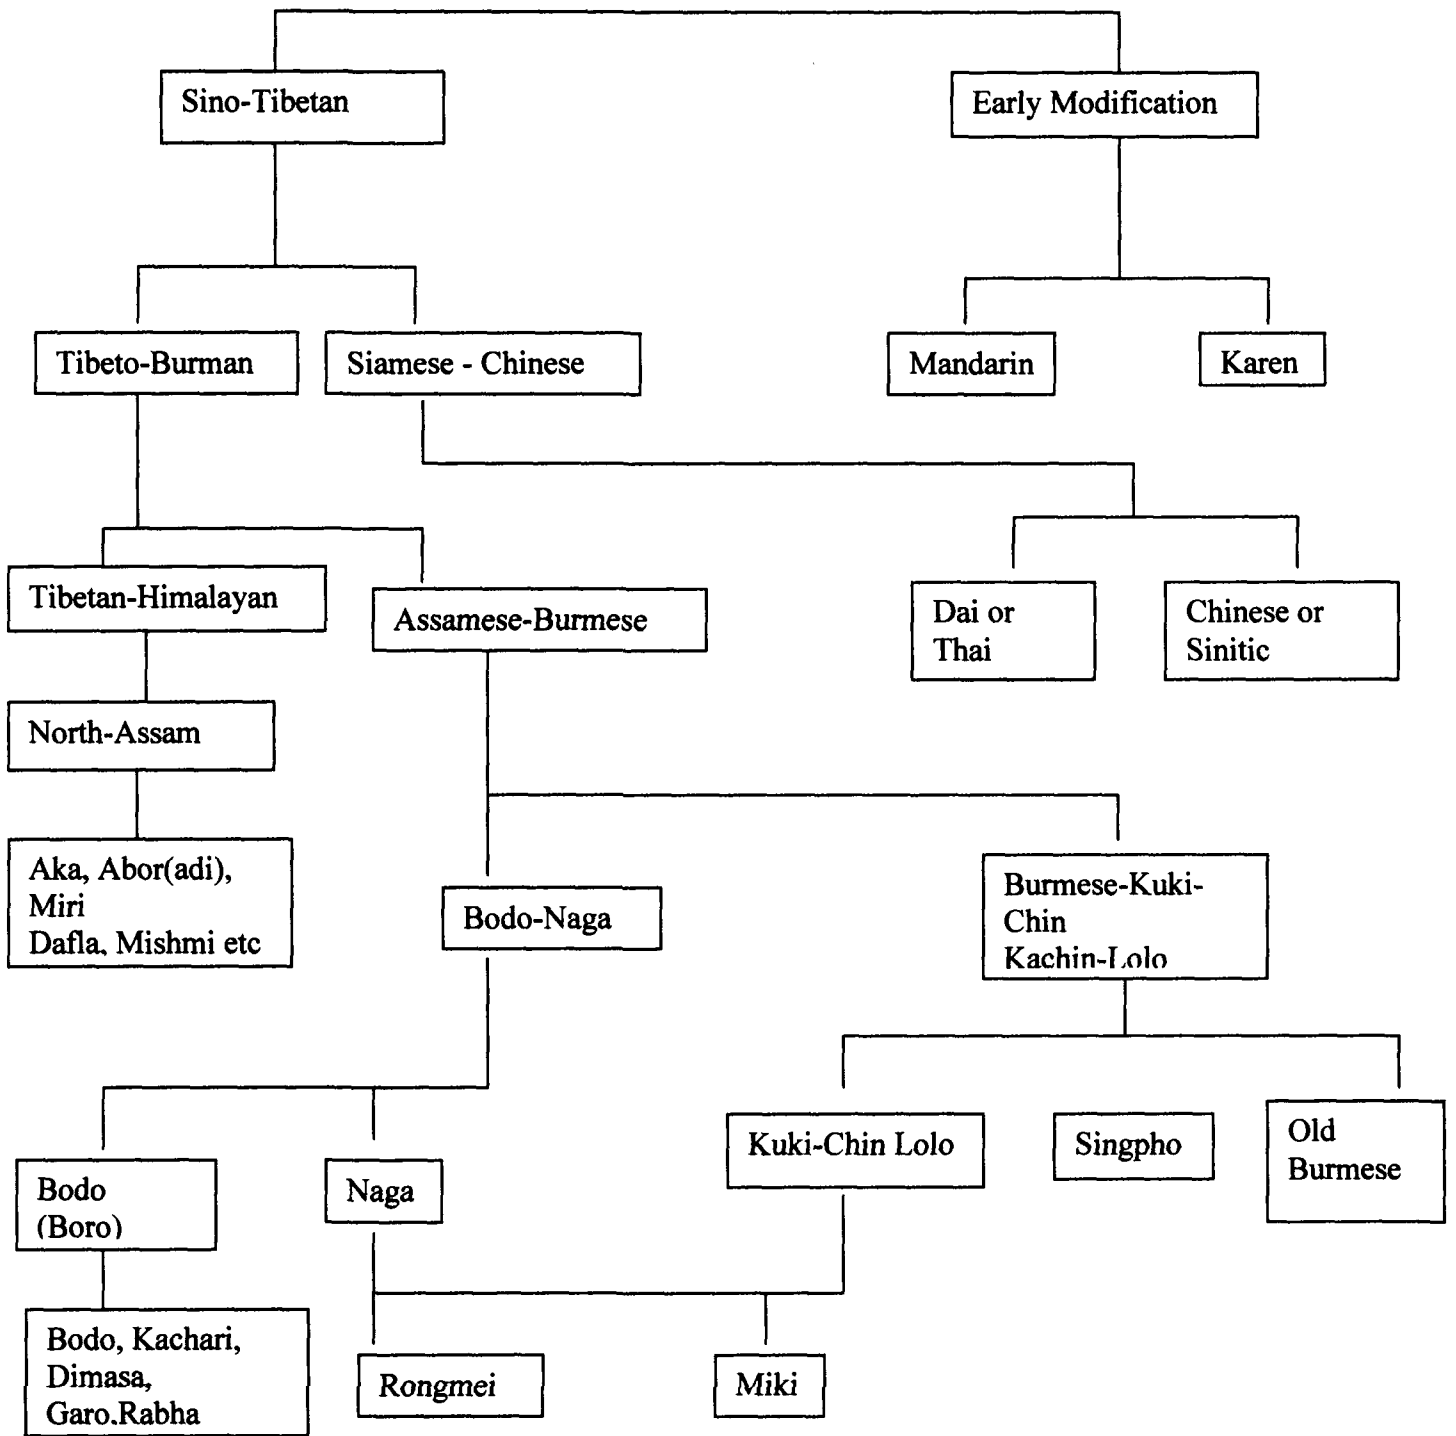 Sino-Tibetan
Early Modification
Tibeto-Burman
Siamese - Chinese
Mandarin
Karen
Tibetan-Himalayan
Assamese-Burmese
Dai or
Thai
Chinese or
Sinitic
North-Assam
Aka, Abor(adi),
Miri
Dafla, Mishmi etc
Bodo-Naga
Burmese-Kuki-
Chin
Kachin-Lolo
Kuki-Chin Lolo
Singpho
Old
Burmese
Bodo
(Boro)
Naga
Bodo, Kachari,
Dimasa,
Garo.Rabha
Rongmei
Miki